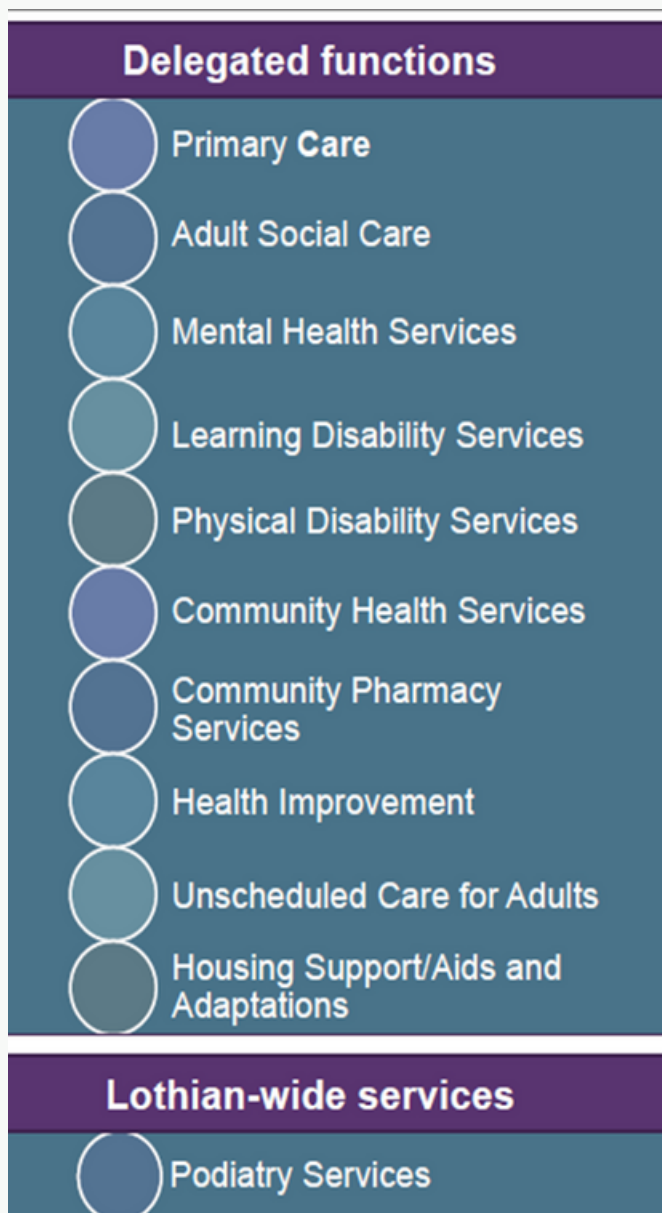 Delegated functions
Primary Care
Adult Social Care
Mental Health Services
Learning Disability Services
Physical Disability Services
Community Health Services
Community Pharmacy
Services
Health Improvement
Unscheduled Care for Adults
Housing Support/Aids and
Adaptations
Lothian-wide services
Podiatry Services